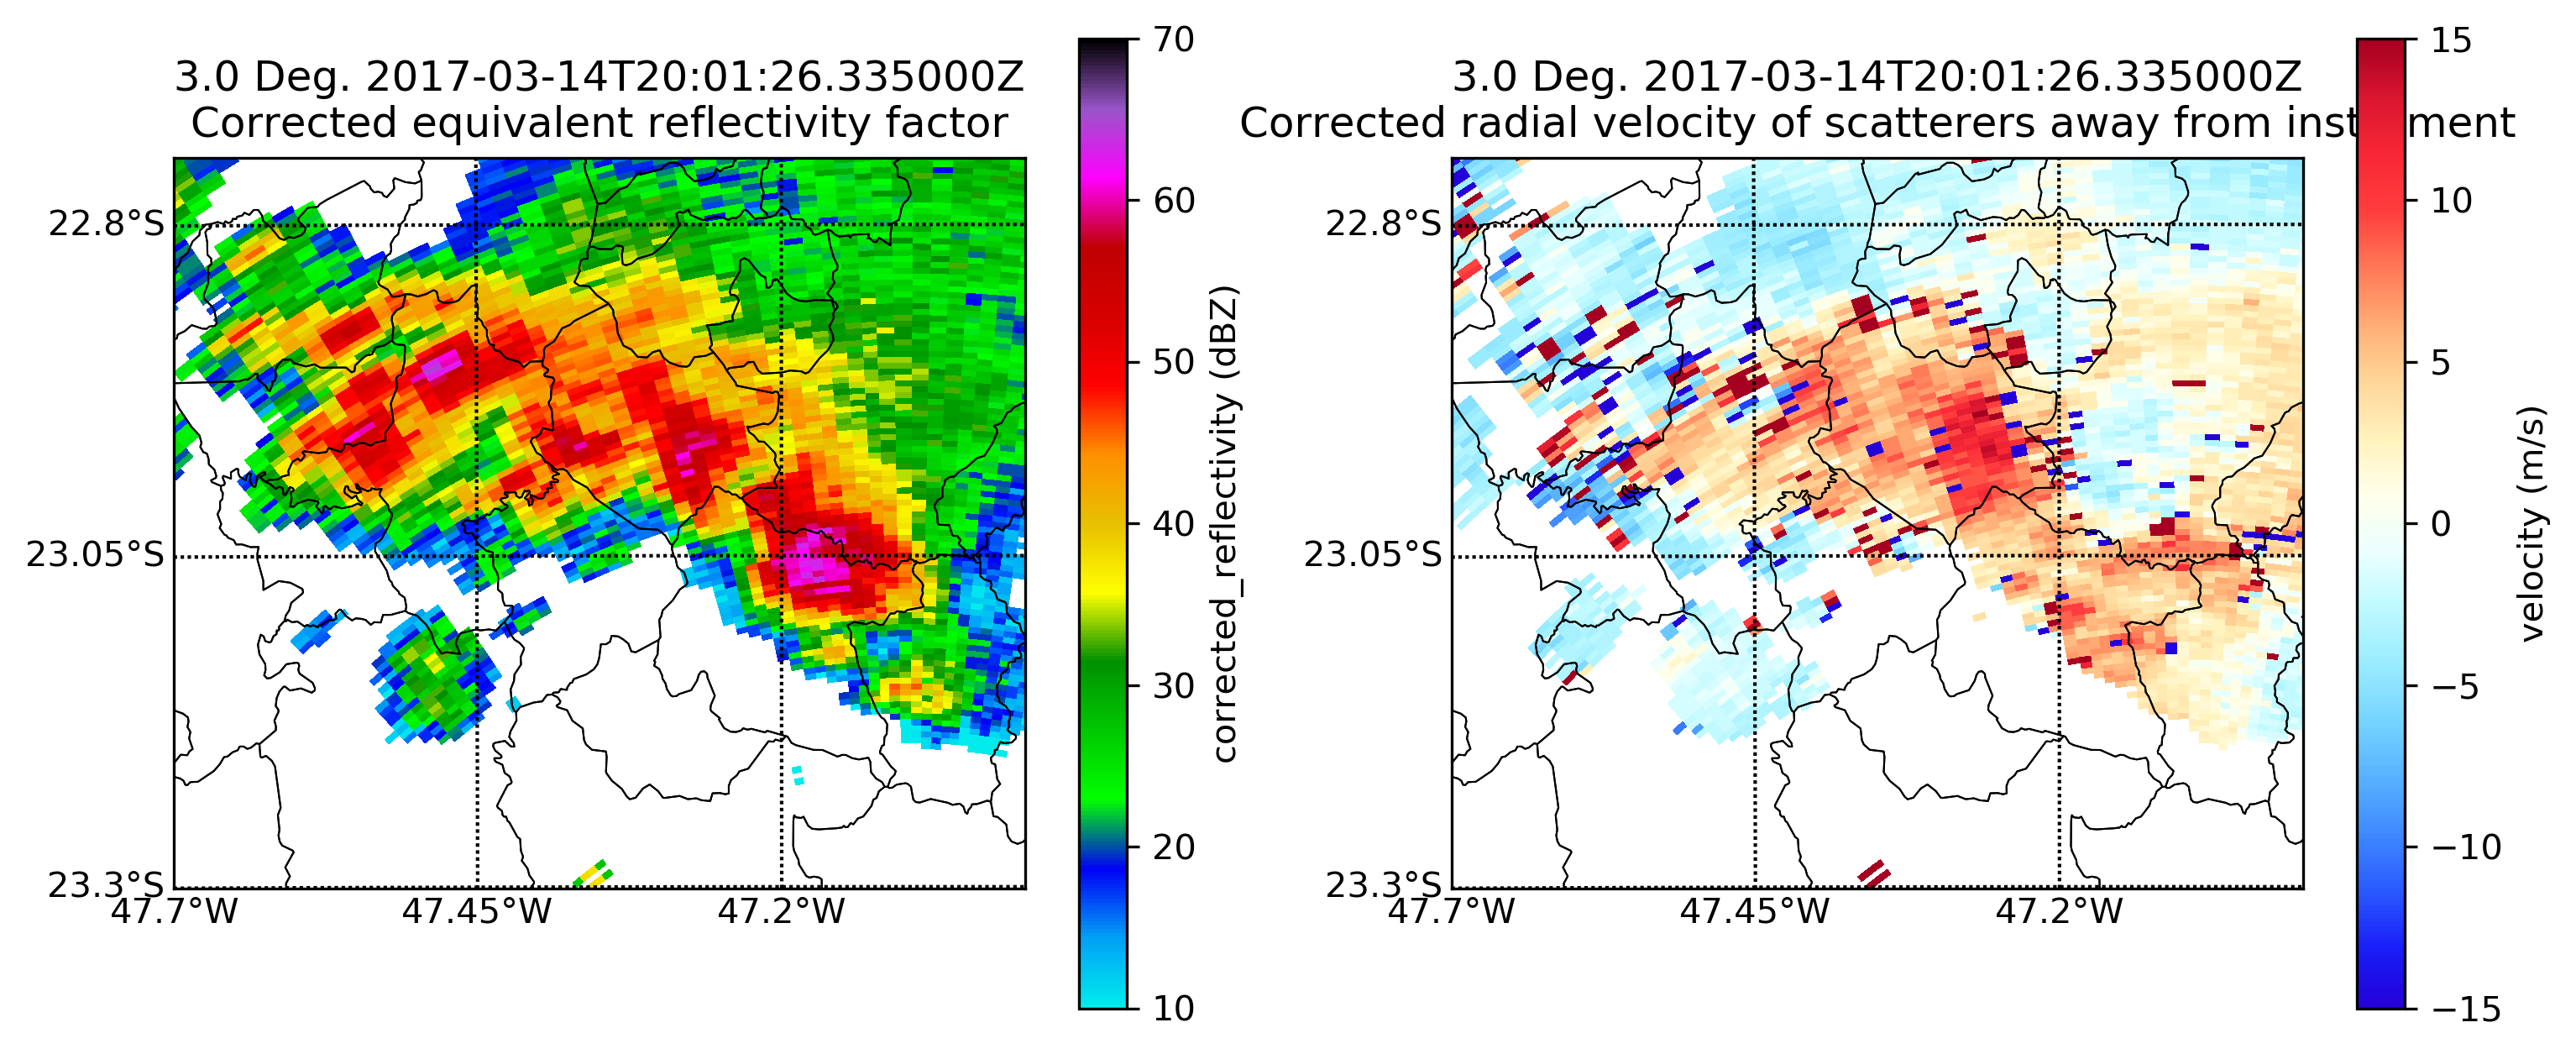 3.0 Deg. 2017-03-14T20:01:26.335000Z
Corrected equivalent reflectivity factor
22.8°S
23.05°S
23.3°S
47.7°W
47.45°W
47.2°W
70
60
50
40
30
20
10
corrected_reflectivity (dBZ)
3.0 Deg. 2017-03-14T20:01:26.335000Z
Corrected radial velocity of scatterers away from inst ment
22.8°S
23.05°S
23.3°S
47.7°W
47.45°W
47.2°W
15
10
5
0
−5
−10
−15
velocity (m/s)